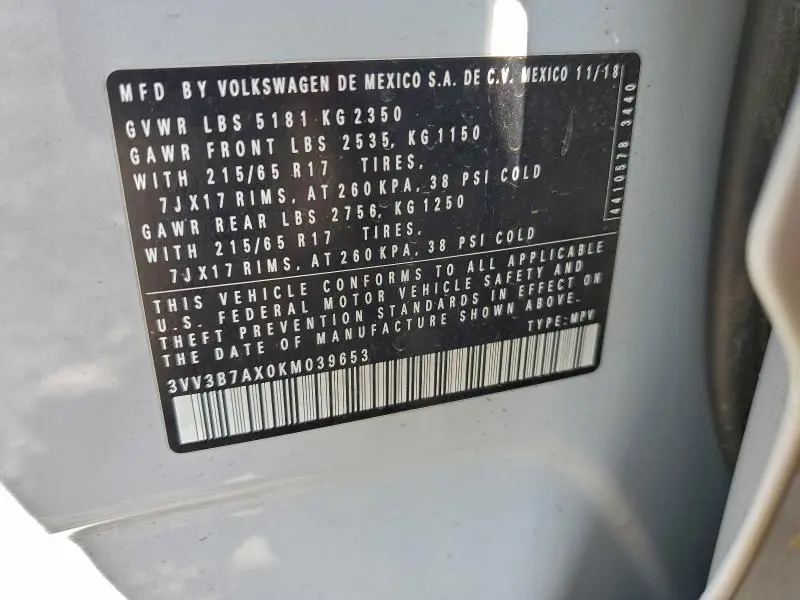 MFD BY VOLKSWAGEN DE MEXICO S.A. DE C.V. MEXICO 11/18
GVWR LBS 5181 KG 2350
GAWR FRONT LBS 2535, KG 1150
WITH 215/65 R17 TIRES,
7JX17 RIMS, AT 260 KPA, 38 PSI COLD
GAWR REAR LBS 2756, KG 1250
WITH 215/65 R17 TIRES,
7JX17 RIMS, AT 260 KPA, 38 PSI COLD
THIS VEHICLE CONFORMS TO ALL APPLICABLE
U.S. FEDERAL MOTOR VEHICLE SAFETY AND
THEFT PREVENTION STANDARDS IN EFFECT ON
THE DATE OF MANUFACTURE SHOWN ABOVE.
3VV3B7AX0KM039653 TYPE: MPV
4410578 3440